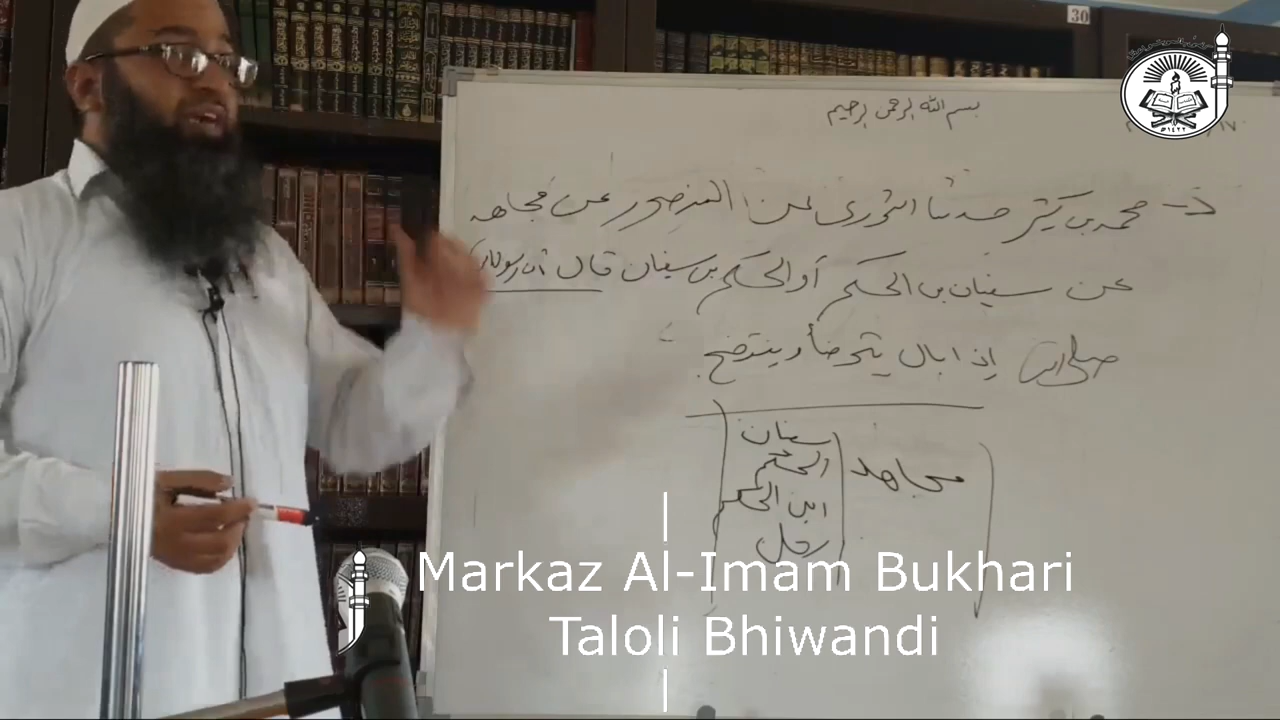 بسم الله الرحمن الرحيم
30
د - محمد بن كثير حدثنا الثوري عن المنصور عن مجاهد
عن سفيان بن الحكم أو الحكم بن سفيان قال كان رسول الله
صلى الله إذا بال يتوضأ وينتضح.
سفيان
الحكم
مجاهد
ابن الحكم
رجل
Markaz Al-Imam Bukhari
Taloli Bhiwandi